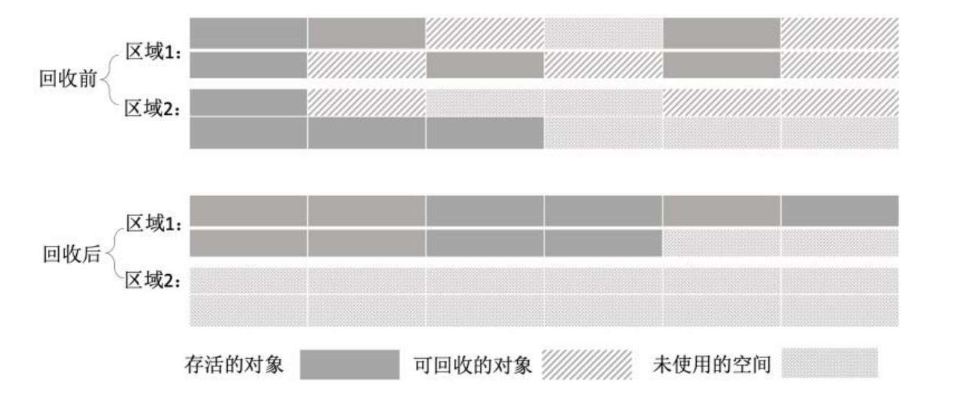 区域1：
回收前
区域2：
区域1：
回收后
区域2：
存活的对象 可回收的对象 未使用的空间